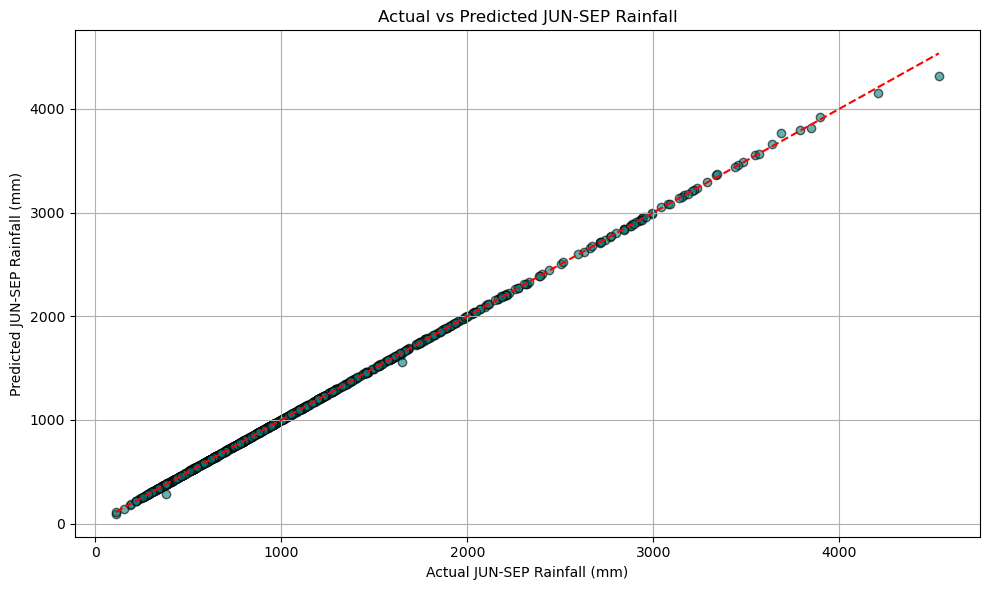 Actual vs Predicted JUN-SEP Rainfall
4000
3000
2000
1000
0
Predicted JUN-SEP Rainfall (mm)
0 1000 2000 3000 4000
Actual JUN-SEP Rainfall (mm)